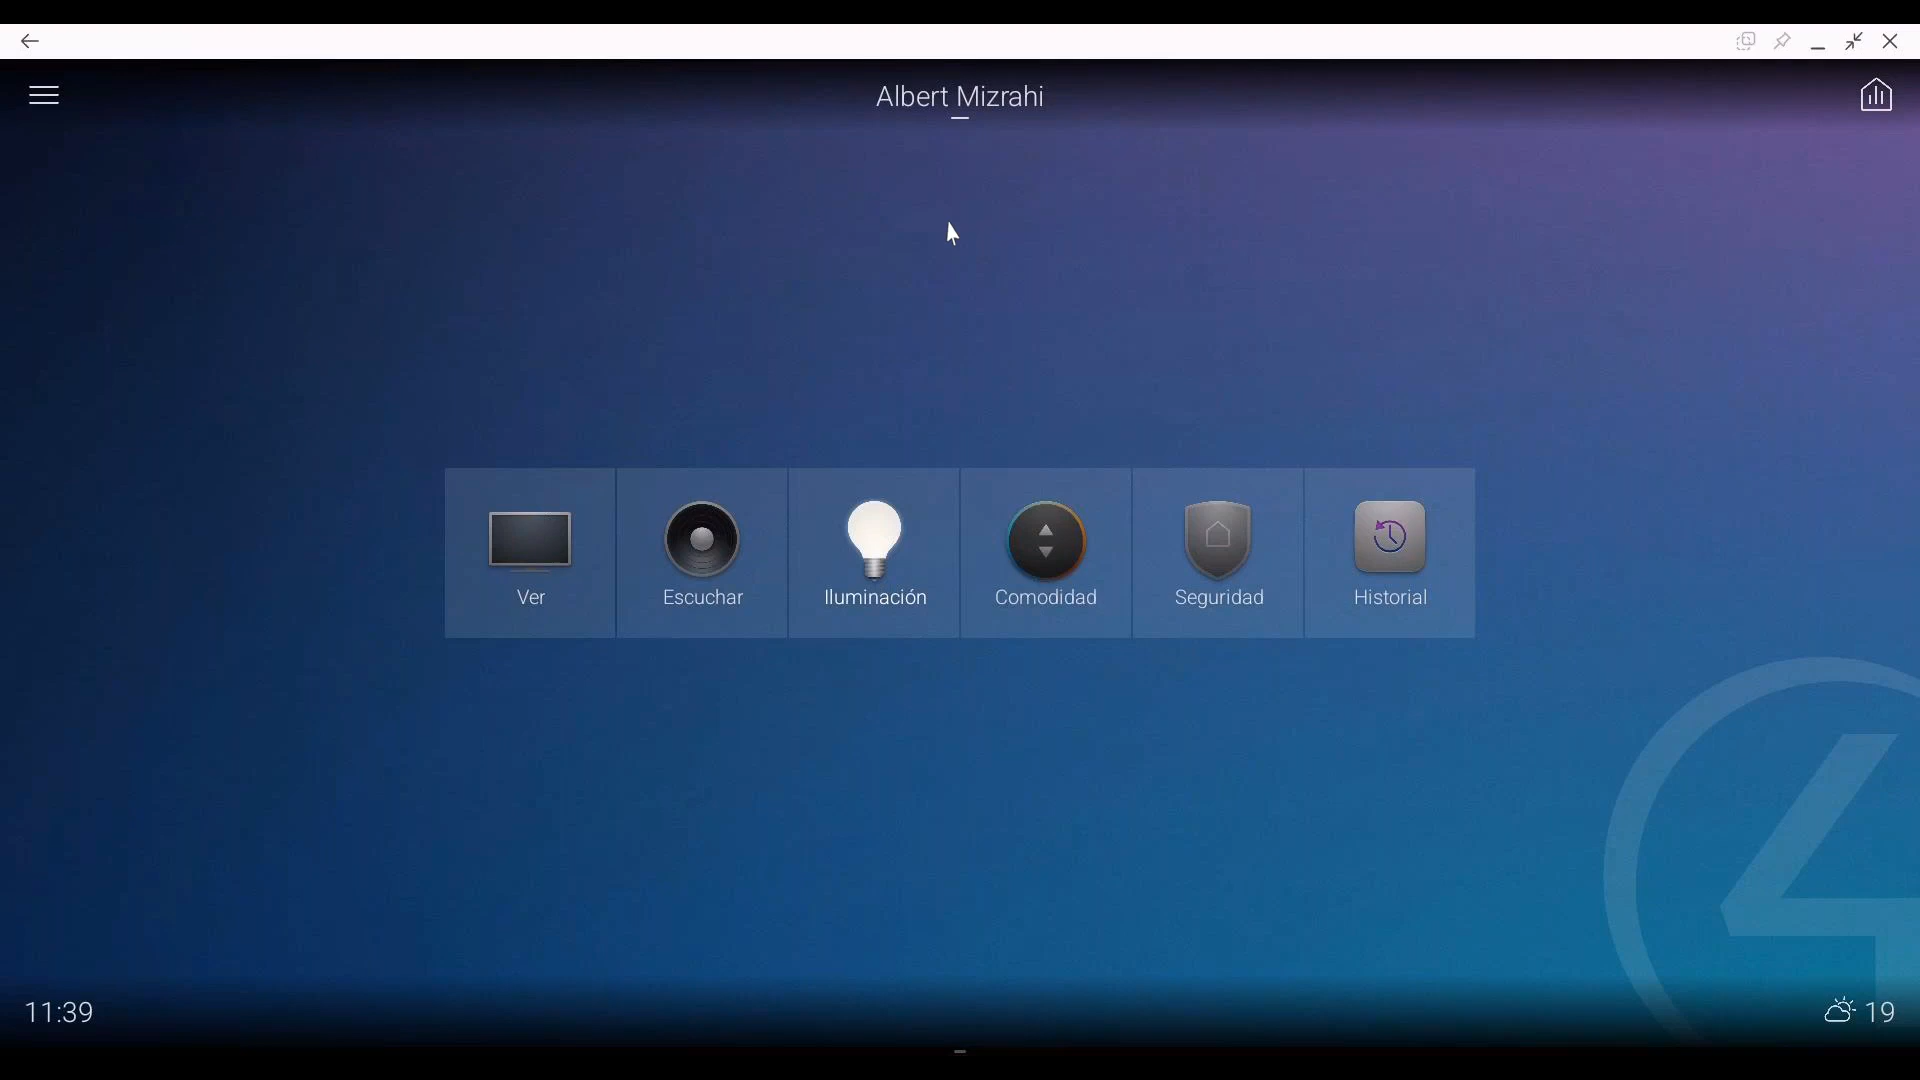 Albert Mizrahi
Ver
Escuchar
Iluminación
Comodidad
Seguridad
Historial
11:39
19